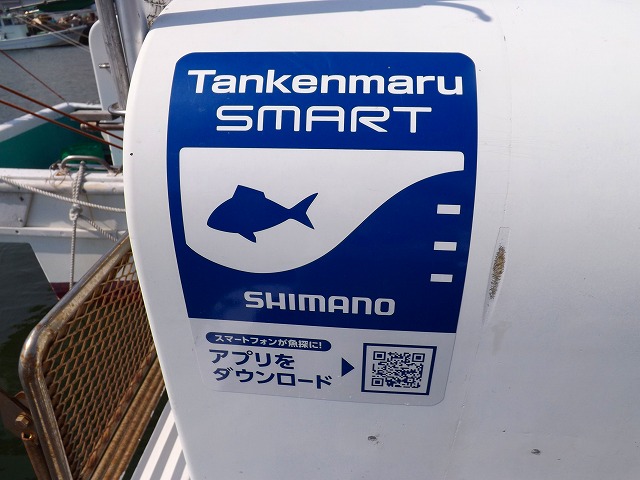 Tankenmaru
SMART
SHIMANO
スマートフォンが魚探に!
アプリを
ダウンロード